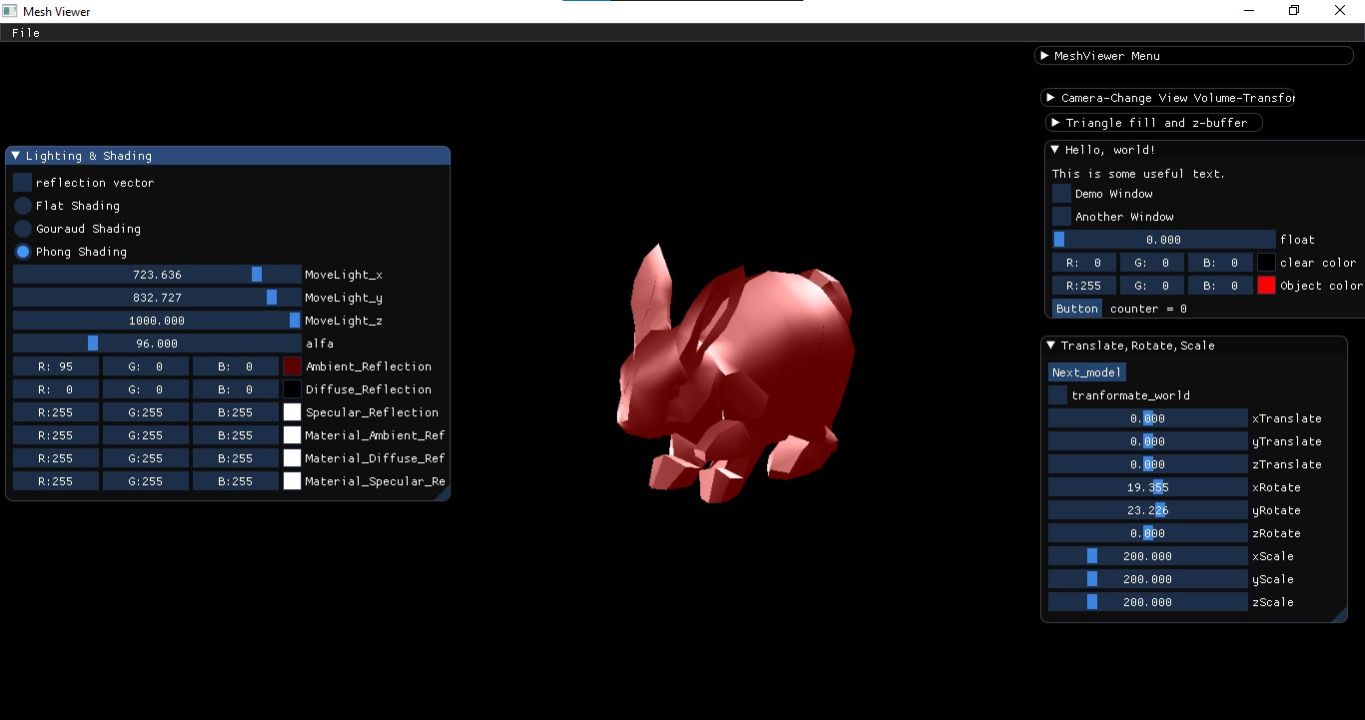 Mesh Viewer
File
Lighting & Shading
reflection vector
Flat Shading
Gouraud Shading
Phong Shading
723.636 MoveLight_x
832.727 MoveLight_y
1000.000 MoveLight_z
96.000 alfa
R: 95 G: 0 B: 0 Ambient_Reflection
R: 0 G: 0 B: 0 Diffuse_Reflection
R:255 G:255 B:255 Specular_Reflection
R:255 G:255 B:255 Material_Ambient_Ref
R:255 G:255 B:255 Material_Diffuse_Ref
R:255 G:255 B:255 Material_Specular_Re
MeshViewer Menu
Camera-Change View Volume-Transfor
Triangle fill and z-buffer
Hello, world!
This is some useful text.
Demo Window
Another Window
0.000 float
R: 0 G: 0 B: 0 clear color
R:255 G: 0 B: 0 Object color
Button counter = 0
Translate,Rotate,Scale
Next_model
tranformate_world
0.000 xTranslate
0.000 yTranslate
0.000 zTranslate
19.355 xRotate
23.226 yRotate
0.000 zRotate
200.000 xScale
200.000 yScale
200.000 zScale